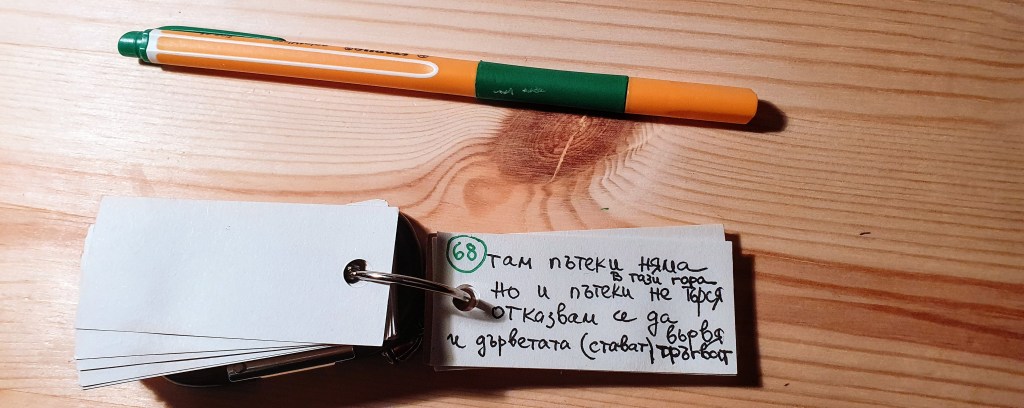 68
там пътеки няма
в тази гора
но и пътеки не търся
отказвам се да
вървя
и дърветата (стават) тръгват